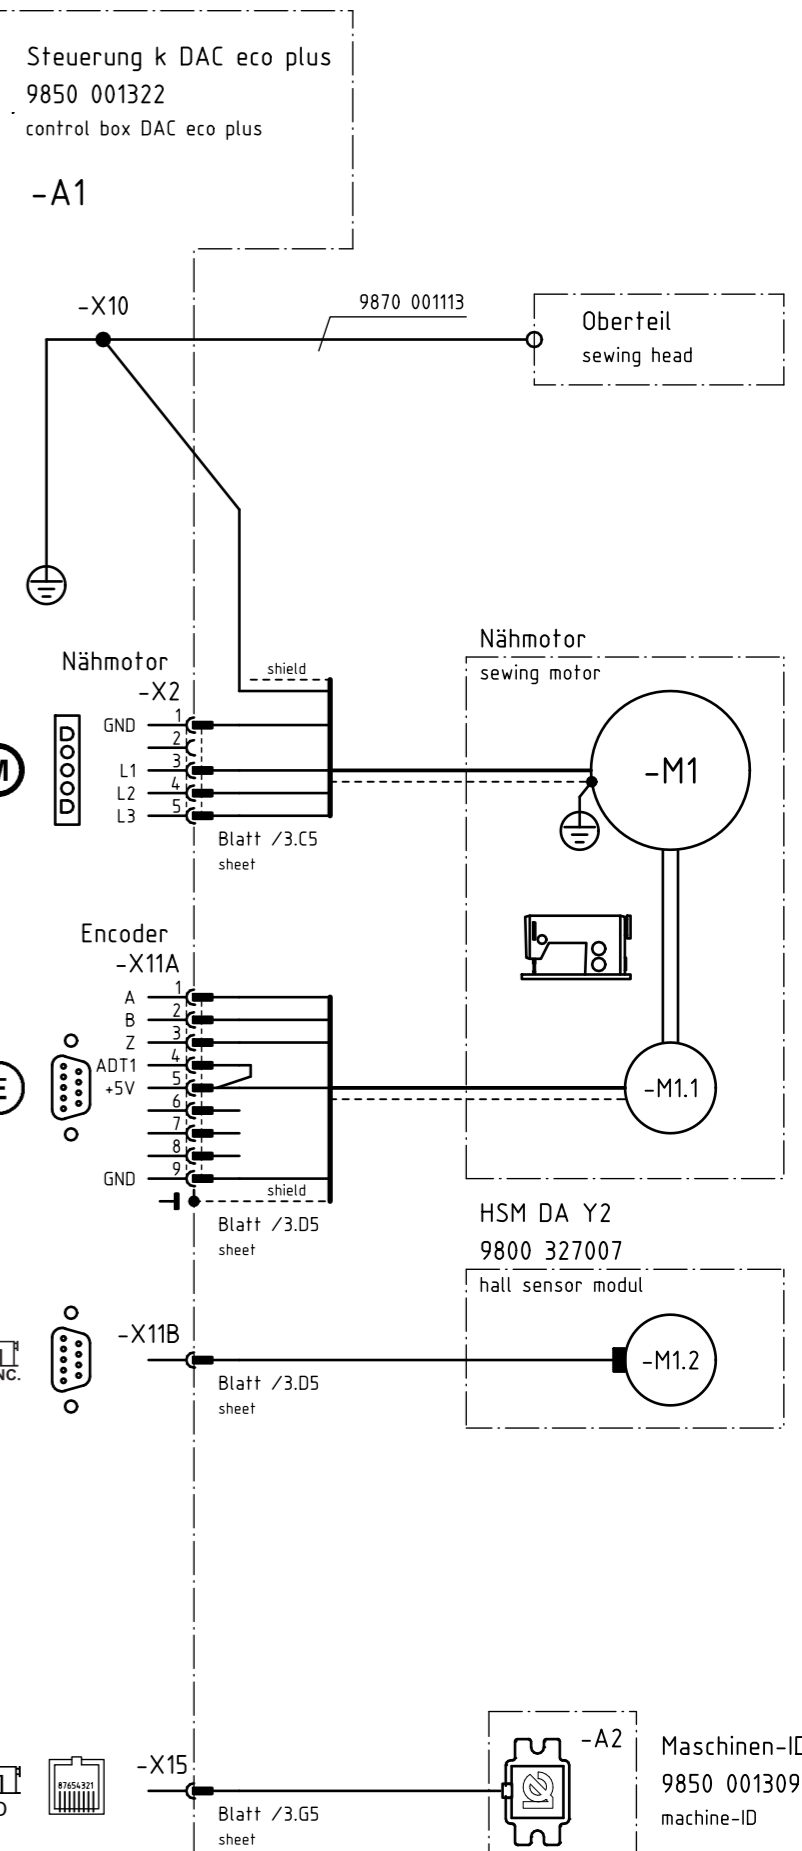 Steuerung k DAC eco plus
9850 001322
control box DAC eco plus
-A1
-X10
9870 001113
Oberteil
sewing head
Nähmotor
sewing motor
Nähmotor
-X2
shield
GND 1
2
L1 3
L2 4
L3 5
M
-M1
Blatt /3.C5
sheet
Encoder
-X11A
A 1
B 2
Z 3
ADT1 4
+5V 5
6
7
8
GND 9
E
-M1.1
shield
Blatt /3.D5
sheet
HSM DA Y2
9800 327007
hall sensor modul
-X11B
NC.
-M1.2
Blatt /3.D5
sheet
-X15
87654321
-A2
Maschinen-ID
9850 001309
machine-ID
Blatt /3.G5
sheet